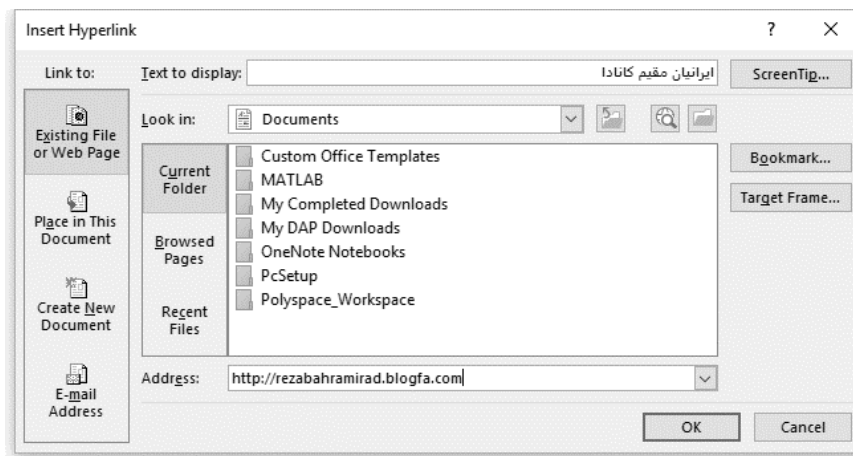 Insert Hyperlink
Link to:
Text to display: ایرانیان مقیم کانادا
ScreenTip...
Existing File
or Web Page
Place in This
Document
Create New
Document
E-mail
Address
Look in: Documents
Current
Folder
Browsed
Pages
Recent
Files
Custom Office Templates
MATLAB
My Completed Downloads
My DAP Downloads
OneNote Notebooks
PcSetup
Polyspace_Workspace
Bookmark...
Target Frame...
Address: http://rezabahramirad.blogfa.com
OK
Cancel